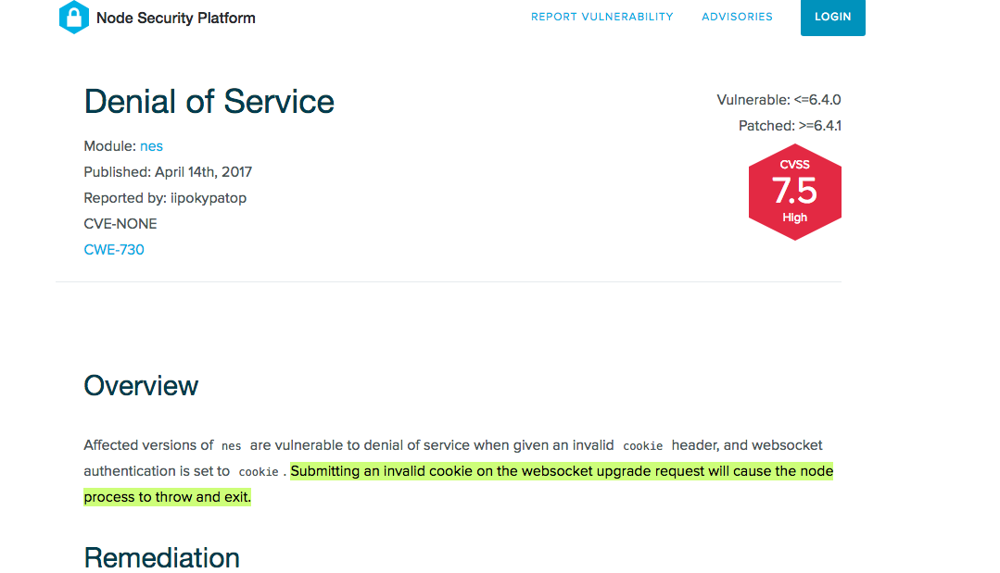 Node Security Platform
REPORT VULNERABILITY
ADVISORIES
LOGIN
Denial of Service
Vulnerable: <=6.4.0
Patched: >=6.4.1
CVSS
7.5
High
Module: nes
Published: April 14th, 2017
Reported by: iipokypatop
CVE-NONE
CWE-730
Overview
Affected versions of nes are vulnerable to denial of service when given an invalid cookie header, and websocket
authentication is set to cookie . Submitting an invalid cookie on the websocket upgrade request will cause the node
process to throw and exit.
Remediation